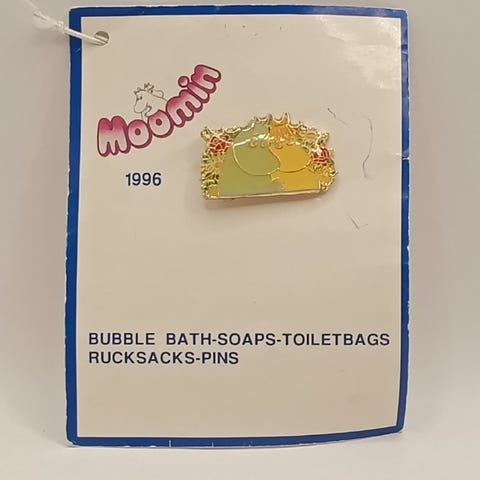 Moomin
1996
BUBBLE BATH-SOAPS-TOILETBAGS
RUCKSACKS-PINS